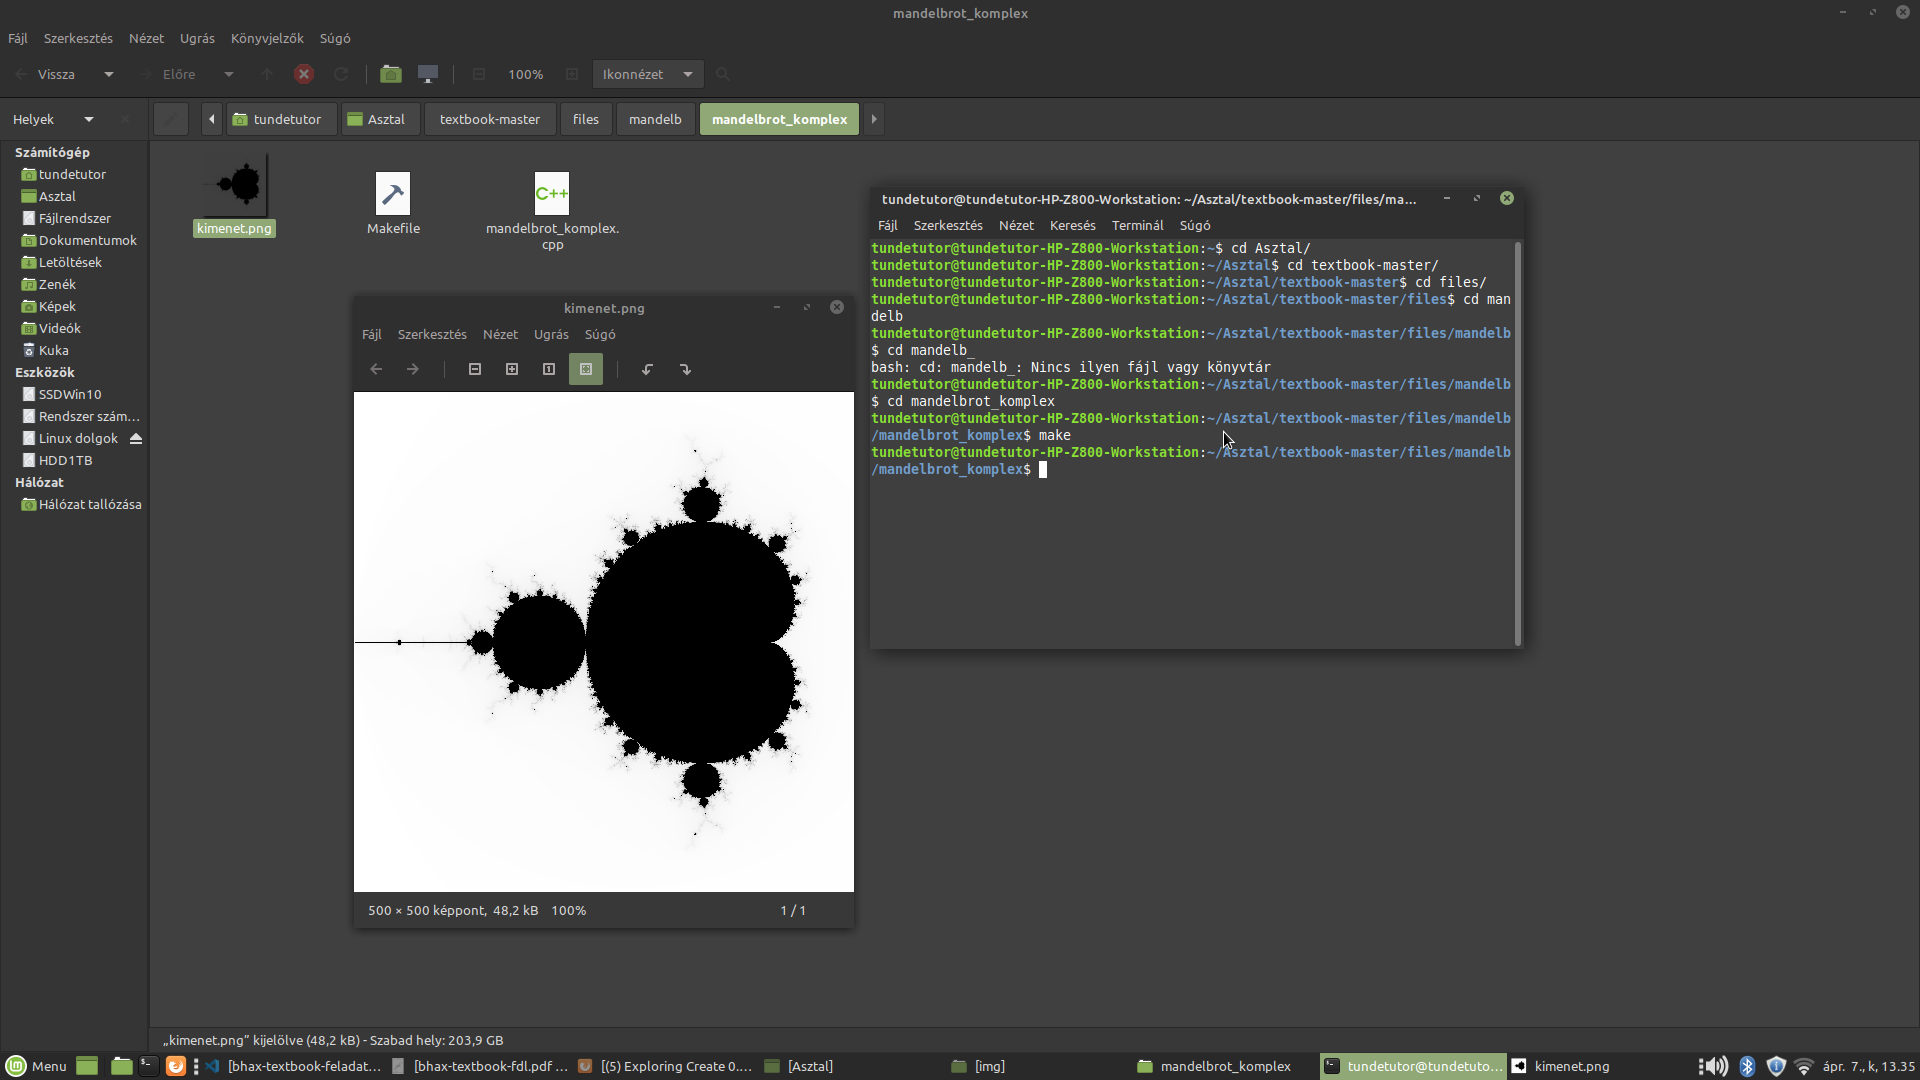 mandelbrot_komplex
Fájl Szerkesztés Nézet Ugrás Könyvjelzők Súgó
Vissza Előre 100% Ikonnézet
Helyek tundetutor Asztal textbook-master files mandelb mandelbrot_komplex
Számítógép
tundetutor
Asztal
Fájlrendszer
Dokumentumok
Letöltések
Zenék
Képek
Videók
Kuka
Eszközök
SSDWin10
Rendszer szám...
Linux dolgok
HDD1TB
Hálózat
Hálózat tallózása
kimenet.png
Makefile
C++
mandelbrot_komplex.
cpp
kimenet.png
Fájl Szerkesztés Nézet Ugrás Súgó
500 × 500 képpont, 48,2 kB 100% 1 / 1
tundetutor@tundetutor-HP-Z800-Workstation: ~/Asztal/textbook-master/files/ma...
Fájl Szerkesztés Nézet Keresés Terminál Súgó
tundetutor@tundetutor-HP-Z800-Workstation:~$ cd Asztal/
tundetutor@tundetutor-HP-Z800-Workstation:~/Asztal$ cd textbook-master/
tundetutor@tundetutor-HP-Z800-Workstation:~/Asztal/textbook-master$ cd files/
tundetutor@tundetutor-HP-Z800-Workstation:~/Asztal/textbook-master/files$ cd man
delb
tundetutor@tundetutor-HP-Z800-Workstation:~/Asztal/textbook-master/files/mandelb
$ cd mandelb_
bash: cd: mandelb_: Nincs ilyen fájl vagy könyvtár
tundetutor@tundetutor-HP-Z800-Workstation:~/Asztal/textbook-master/files/mandelb
$ cd mandelbrot_komplex
tundetutor@tundetutor-HP-Z800-Workstation:~/Asztal/textbook-master/files/mandelb
/mandelbrot_komplex$ make
tundetutor@tundetutor-HP-Z800-Workstation:~/Asztal/textbook-master/files/mandelb
/mandelbrot_komplex$
„kimenet.png” kijelölve (48,2 kB) - Szabad hely: 203,9 GB
Menu [bhax-textbook-feladat... [bhax-textbook-fdl.pdf ... [(5) Exploring Create 0.... [Asztal] [img] mandelbrot_komplex tundetutor@tundetuto... kimenet.png ápr. 7., k, 13.35